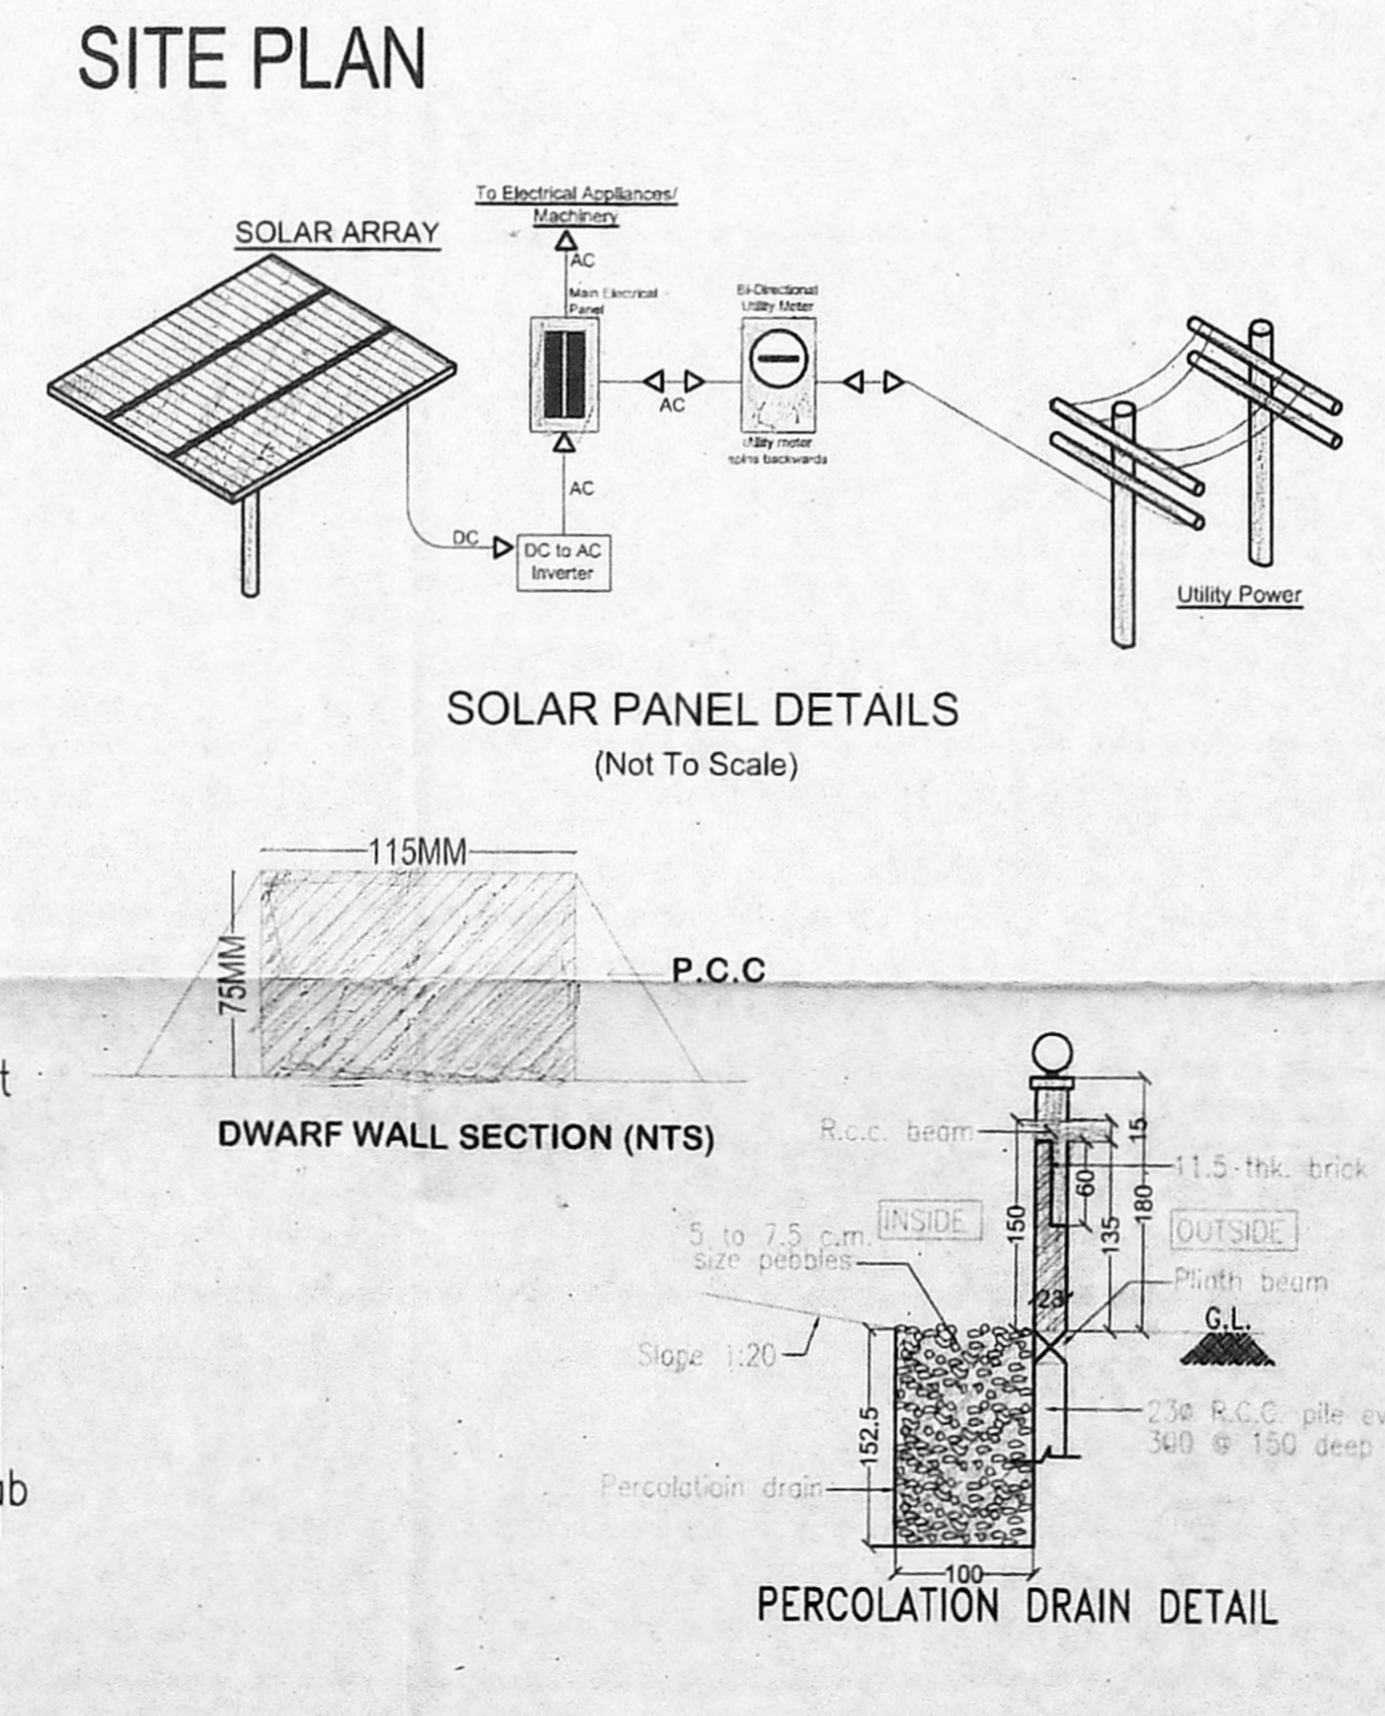 SITE PLAN
To Electrical Appliances/
Machinery
SOLAR ARRAY
AC
Main Electrical
Panel
Bi-Directional
Utility Meter
AC
Utility meter
spins backwards
AC
DC
DC to AC
Inverter
Utility Power
SOLAR PANEL DETAILS
(Not To Scale)
115MM
75MM
P.C.C
t
DWARF WALL SECTION (NTS)
R.c.c. beam
15
11.5 thk. brick
60
180
150
135
INSIDE
OUTSIDE
5 to 7.5 c.m.
size pebbles
Plinth beam
23
G.L.
Slope 1:20
152.5
23Φ R.C.C. pile ev
300 @ 150 deep
Percolatioin drain
ab
100
PERCOLATION DRAIN DETAIL